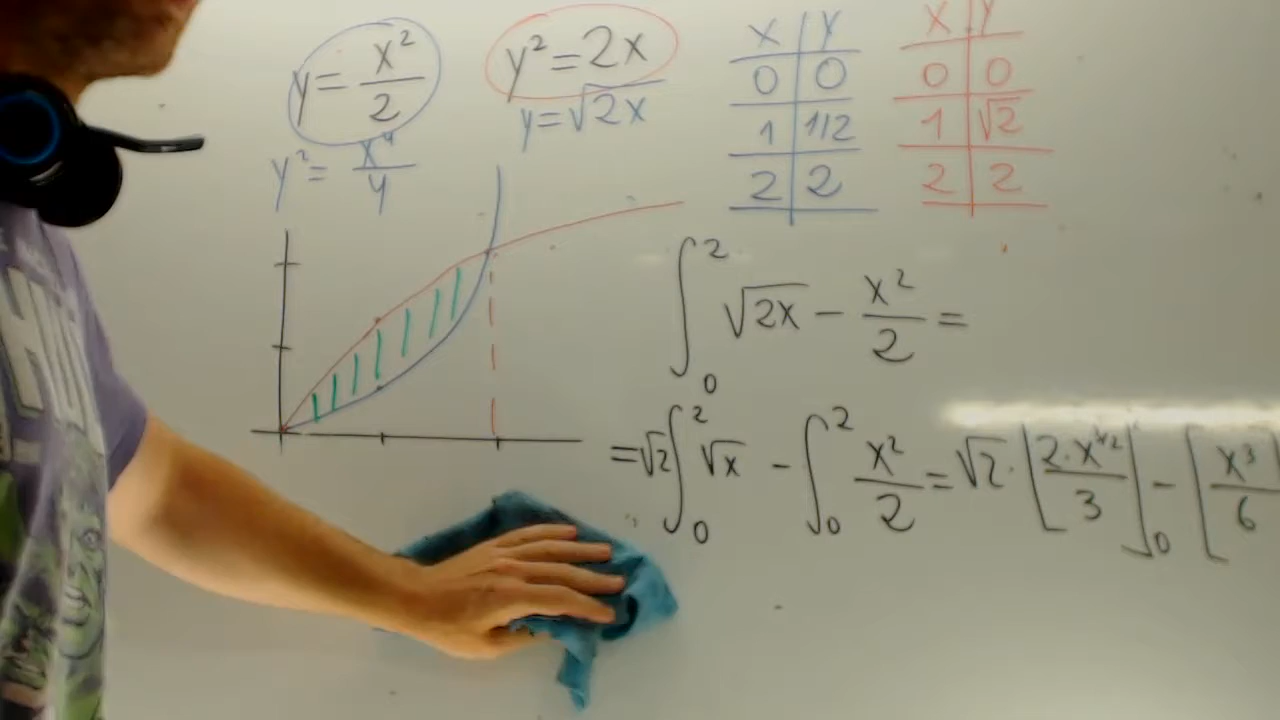 y = x²/2
y² = 2x
y² = x⁴/4
y = √2x
x | y
0 | 0
1 | 1/2
2 | 2
x | y
0 | 0
1 | √2
2 | 2
∫₀² √2x − x²/2 =
= √2 ∫₀² √x − ∫₀² x²/2 = √2 · [2·x^1/2 / 3]₀ − [x³/6